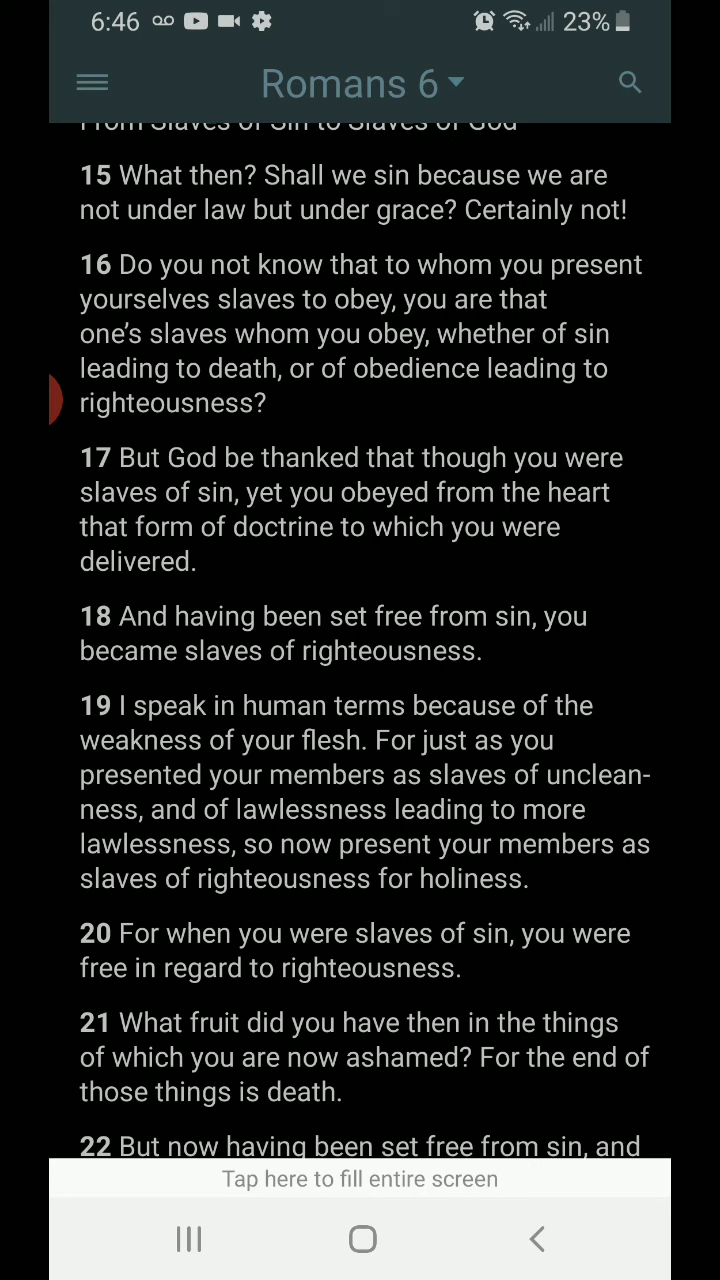 6:46 23%
Romans 6
From Slaves of Sin to Slaves of God
15 What then? Shall we sin because we are
not under law but under grace? Certainly not!
16 Do you not know that to whom you present
yourselves slaves to obey, you are that
one’s slaves whom you obey, whether of sin
leading to death, or of obedience leading to
righteousness?
17 But God be thanked that though you were
slaves of sin, yet you obeyed from the heart
that form of doctrine to which you were
delivered.
18 And having been set free from sin, you
became slaves of righteousness.
19 I speak in human terms because of the
weakness of your flesh. For just as you
presented your members as slaves of unclean-
ness, and of lawlessness leading to more
lawlessness, so now present your members as
slaves of righteousness for holiness.
20 For when you were slaves of sin, you were
free in regard to righteousness.
21 What fruit did you have then in the things
of which you are now ashamed? For the end of
those things is death.
22 But now having been set free from sin, and
Tap here to fill entire screen